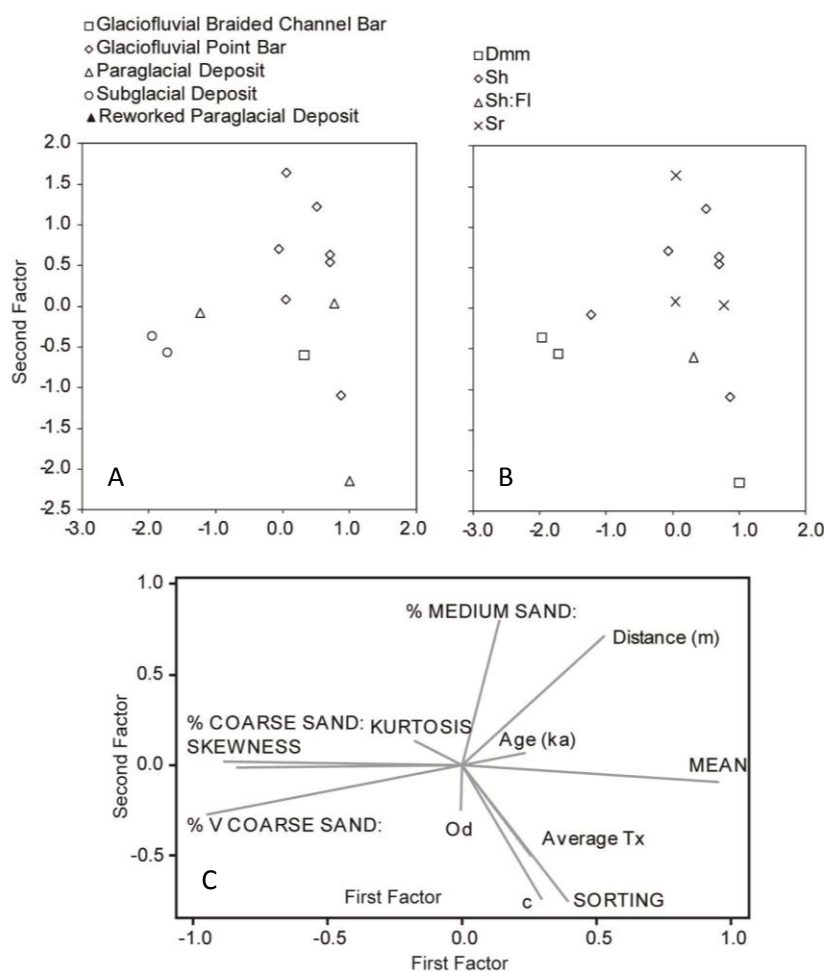 □ Glaciofluvial Braided Channel Bar
◇ Glaciofluvial Point Bar
△ Paraglacial Deposit
○ Subglacial Deposit
▲ Reworked Paraglacial Deposit
□ Dmm
◇ Sh
△ Sh:Fl
× Sr
2.0
1.5
1.0
0.5
0.0
-0.5
-1.0
-1.5
-2.0
-2.5
Second Factor
A
-3.0 -2.0 -1.0 0.0 1.0 2.0
B
-3.0 -2.0 -1.0 0.0 1.0 2.0
1.0
0.5
0.0
-0.5
Second Factor
% MEDIUM SAND:
Distance (m)
% COARSE SAND:
KURTOSIS
SKEWNESS
Age (ka)
MEAN
% V COARSE SAND:
Od
Average Tx
C
First Factor
c
SORTING
-1.0 -0.5 0.0 0.5 1.0
First Factor